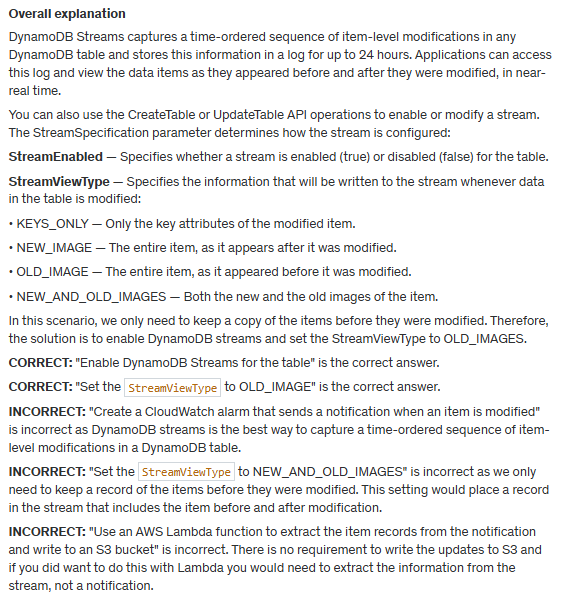 Overall explanation
DynamoDB Streams captures a time-ordered sequence of item-level modifications in any
DynamoDB table and stores this information in a log for up to 24 hours. Applications can access
this log and view the data items as they appeared before and after they were modified, in near-
real time.
You can also use the CreateTable or UpdateTable API operations to enable or modify a stream.
The StreamSpecification parameter determines how the stream is configured:
StreamEnabled — Specifies whether a stream is enabled (true) or disabled (false) for the table.
StreamViewType — Specifies the information that will be written to the stream whenever data
in the table is modified:
• KEYS_ONLY — Only the key attributes of the modified item.
• NEW_IMAGE — The entire item, as it appears after it was modified.
• OLD_IMAGE — The entire item, as it appeared before it was modified.
• NEW_AND_OLD_IMAGES — Both the new and the old images of the item.
In this scenario, we only need to keep a copy of the items before they were modified. Therefore,
the solution is to enable DynamoDB streams and set the StreamViewType to OLD_IMAGES.
CORRECT: "Enable DynamoDB Streams for the table" is the correct answer.
CORRECT: "Set the StreamViewType to OLD_IMAGE" is the correct answer.
INCORRECT: "Create a CloudWatch alarm that sends a notification when an item is modified"
is incorrect as DynamoDB streams is the best way to capture a time-ordered sequence of item-
level modifications in a DynamoDB table.
INCORRECT: "Set the StreamViewType to NEW_AND_OLD_IMAGES" is incorrect as we only
need to keep a record of the items before they were modified. This setting would place a record
in the stream that includes the item before and after modification.
INCORRECT: "Use an AWS Lambda function to extract the item records from the notification
and write to an S3 bucket" is incorrect. There is no requirement to write the updates to S3 and
if you did want to do this with Lambda you would need to extract the information from the
stream, not a notification.